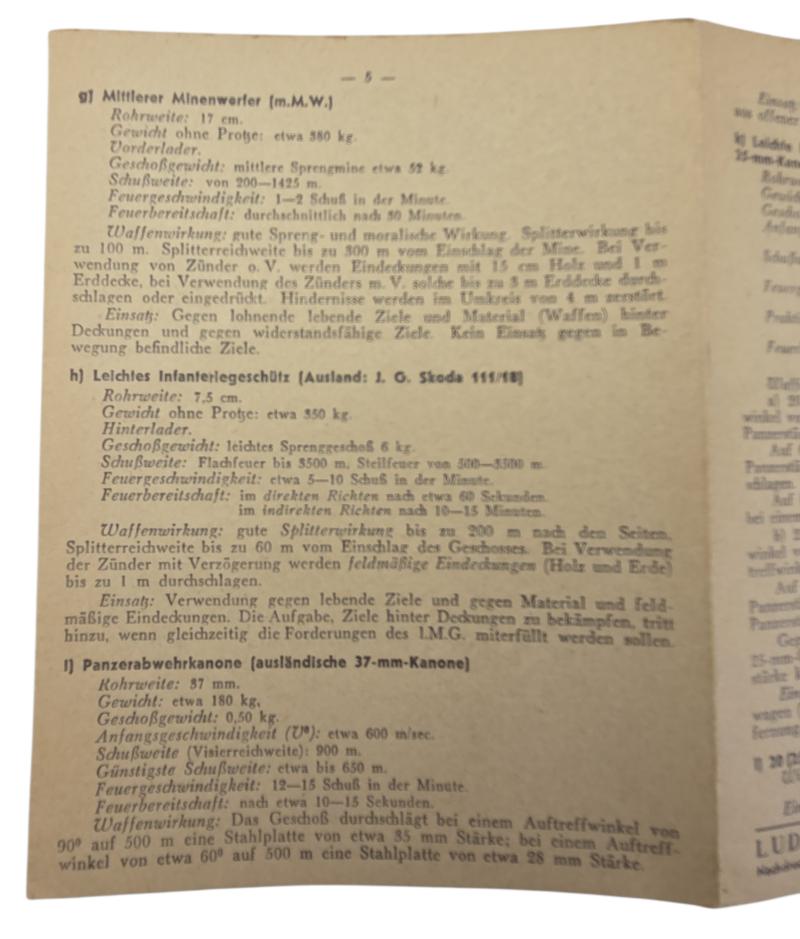 — 5 —
g) Mittlerer Minenwerfer (m.M.W.)
Rohrweite: 17 cm.
Gewicht ohne Protze: etwa 380 kg.
Vorderlader.
Geschoßgewicht: mittlere Sprengmine etwa 52 kg.
Schußweite: von 200—1425 m.
Feuergeschwindigkeit: 1—2 Schuß in der Minute.
Feuerbereitschaft: durchschnittlich nach 30 Minuten.
Waffenwirkung: gute Spreng- und moralische Wirkung. Splitterwirkung bis
zu 100 m. Splitterreichweite bis zu 300 m vom Einschlag der Mine. Bei Ver-
wendung von Zünder o. V. werden Eindeckungen mit 15 cm Holz und 1 m
Erddecke, bei Verwendung des Zünders m. V. solche bis zu 3 m Erddecke durch-
schlagen oder eingedrückt. Hindernisse werden im Umkreis von 4 m zerstört.
Einsatz: Gegen lohnende lebende Ziele und Material (Waffen) hinter
Deckungen und gegen widerstandsfähige Ziele. Kein Einsatz gegen in Be-
wegung befindliche Ziele.
h) Leichtes Infanteriegeschütz (Ausland: J. G. Skoda 111/18)
Rohrweite: 7,5 cm.
Gewicht ohne Protze: etwa 350 kg.
Hinterlader.
Geschoßgewicht: leichtes Sprenggeschoß 6 kg.
Schußweite: Flachfeuer bis 3500 m, Steilfeuer von 500—3500 m.
Feuergeschwindigkeit: etwa 5—10 Schuß in der Minute.
Feuerbereitschaft: im direkten Richten nach etwa 60 Sekunden.
im indirekten Richten nach 10—15 Minuten.
Waffenwirkung: gute Splitterwirkung bis zu 200 m nach den Seiten.
Splitterreichweite bis zu 60 m vom Einschlag des Geschosses. Bei Verwendung
der Zünder mit Verzögerung werden feldmäßige Eindeckungen (Holz und Erde)
bis zu 1 m durchschlagen.
Einsatz: Verwendung gegen lebende Ziele und gegen Material und feld-
mäßige Eindeckungen. Die Aufgabe, Ziele hinter Deckungen zu bekämpfen, tritt
hinzu, wenn gleichzeitig die Forderungen des l.M.G. miterfüllt werden sollen.
i) Panzerabwehrkanone (ausländische 37-mm-Kanone)
Rohrweite: 37 mm.
Gewicht: etwa 180 kg.
Geschoßgewicht: 0,50 kg.
Anfangsgeschwindigkeit (V⁰): etwa 600 m/sec.
Schußweite (Visierreichweite): 900 m.
Günstigste Schußweite: etwa bis 650 m.
Feuergeschwindigkeit: 12—15 Schuß in der Minute.
Feuerbereitschaft: nach etwa 10—15 Sekunden.
Waffenwirkung: Das Geschoß durchschlägt bei einem Auftreffwinkel von
90⁰ auf 500 m eine Stahlplatte von etwa 35 mm Stärke; bei einem Auftreff-
winkel von etwa 60⁰ auf 500 m eine Stahlplatte von etwa 28 mm Stärke.
Einsatz:
aus offener
k) Leichte
25-mm-Kan
LUD